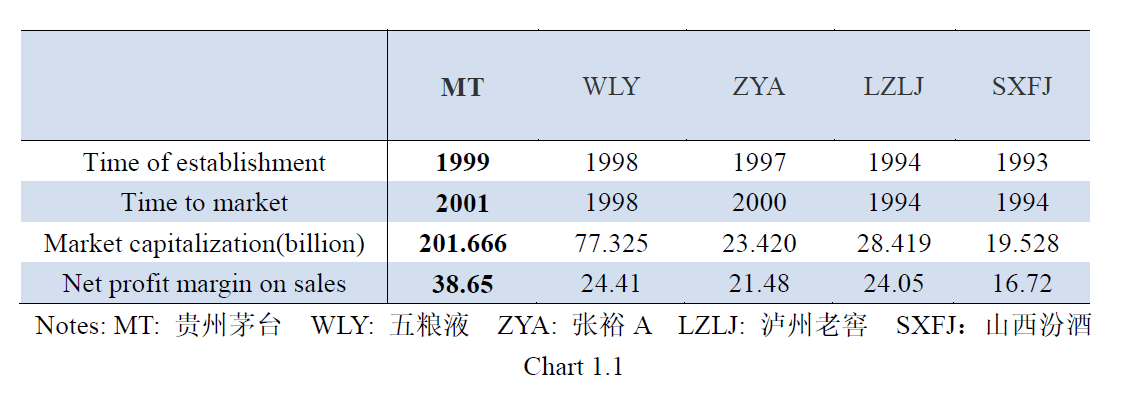 MT WLY ZYA LZLJ SXFJ
Time of establishment 1999 1998 1997 1994 1993
Time to market 2001 1998 2000 1994 1994
Market capitalization(billion) 201.666 77.325 23.420 28.419 19.528
Net profit margin on sales 38.65 24.41 21.48 24.05 16.72
Notes: MT: 贵州茅台 WLY: 五粮液 ZYA: 张裕 A LZLJ: 泸州老窖 SXFJ：山西汾酒
Chart 1.1